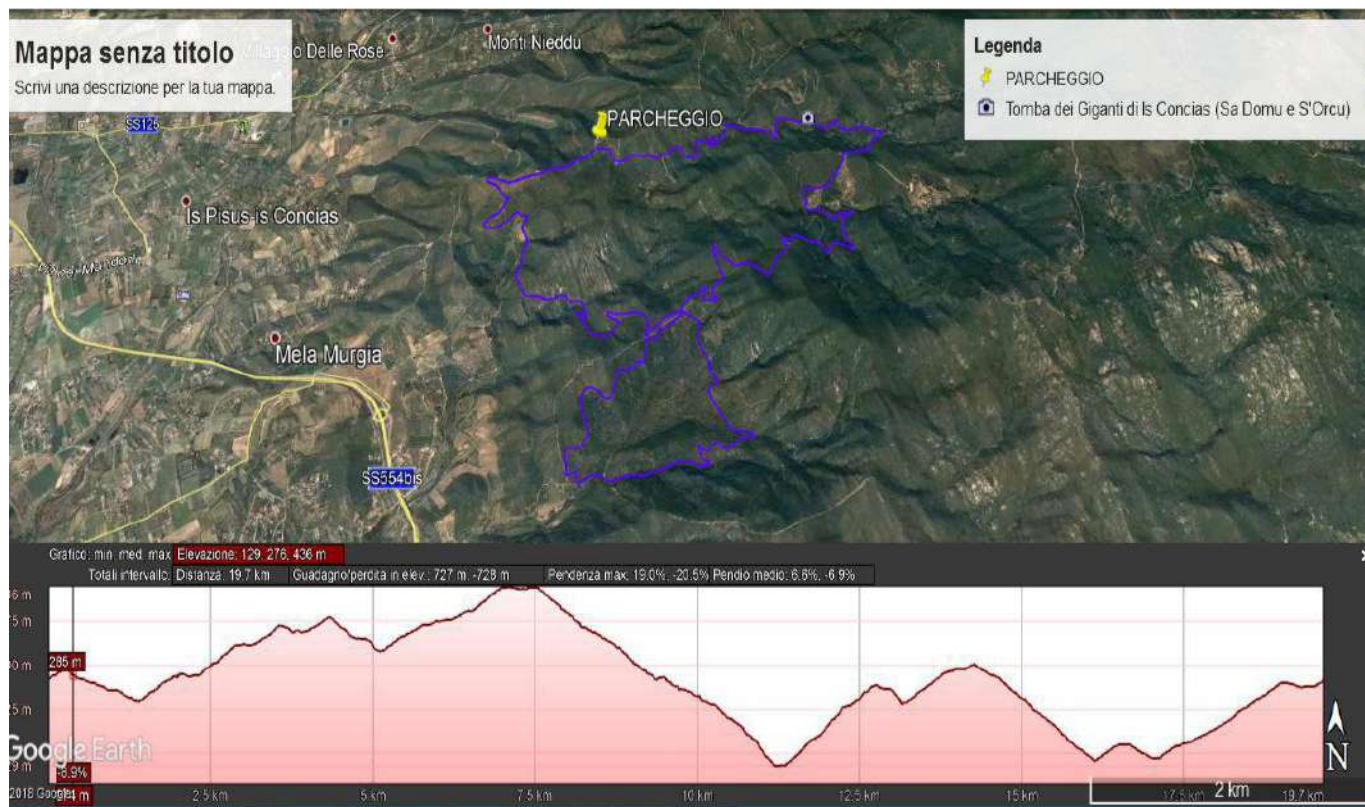 Mappa senza titolo
Scrivi una descrizione per la tua mappa.
Delle Rose
Monti Nieddu
Legenda
PARCHEGGIO
Tomba dei Giganti di Is Concias (Sa Domu e S'Orcu)
SS125
PARCHEGGIO
Is Pisus-is Concias
Mela Murgia
SS554bis
Grafico: min, med, max Elevazione: 129, 276, 436 m
Totali intervallo: Distanza: 19.7 km Guadagno/perdita in elev.: 727 m, -728 m Pendenza max: 19.0%, -20.5% Pendio medio: 6.6%, -6.9%
285 m
Google Earth
N
-8.9%
2018 Google
2.5 km 5 km 7.5 km 10 km 12.5 km 15 km 17.5 km 19.7 km
2 km